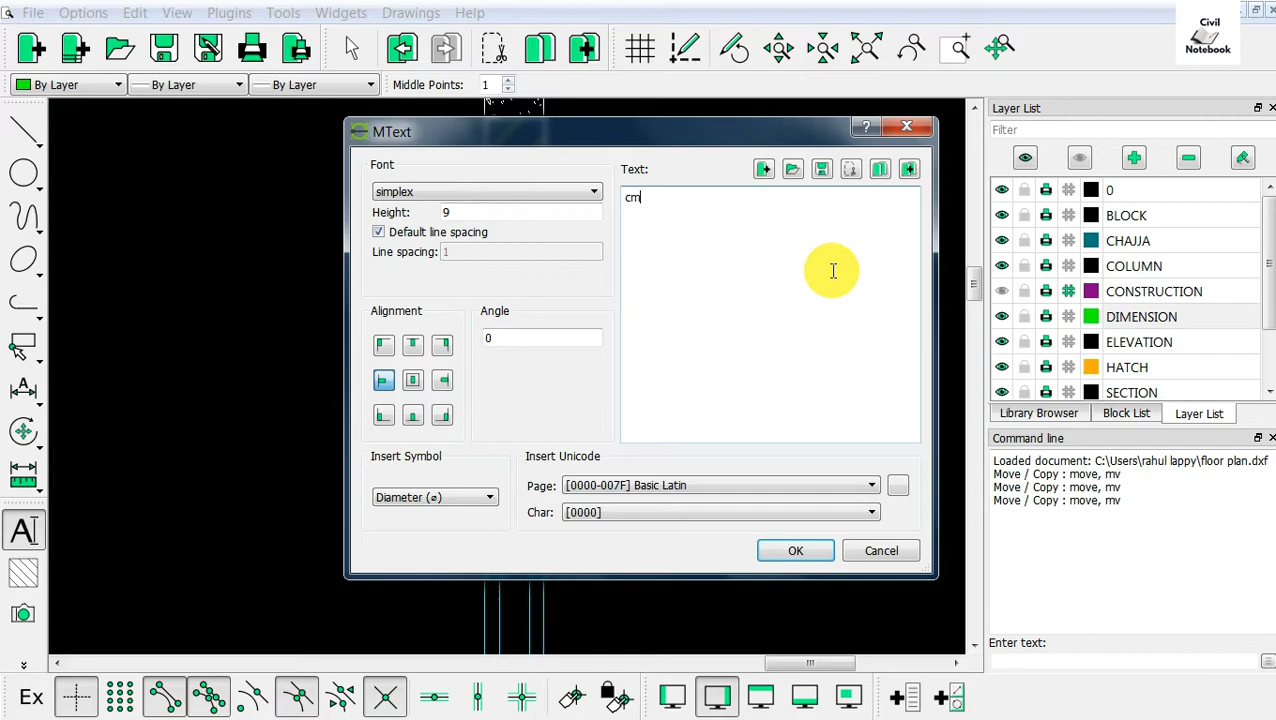 File Options Edit View Plugins Tools Widgets Drawings Help
Civil
Notebook
By Layer By Layer By Layer Middle Points: 1
Layer List
Filter
0
BLOCK
CHAJJA
COLUMN
CONSTRUCTION
DIMENSION
ELEVATION
HATCH
SECTION
Library Browser Block List Layer List
Command line
Loaded document: C:\Users\rahul lappy\floor plan.dxf
Move / Copy : move, mv
Move / Copy : move, mv
Move / Copy : move, mv
Enter text:
MText
?
Font
simplex
Height: 9
Default line spacing
Line spacing: 1
Alignment
Angle
0
Text:
cm
Insert Symbol
Diameter (⌀)
Insert Unicode
Page: [0000-007F] Basic Latin
Char: [0000]
OK Cancel
A
A
Ex